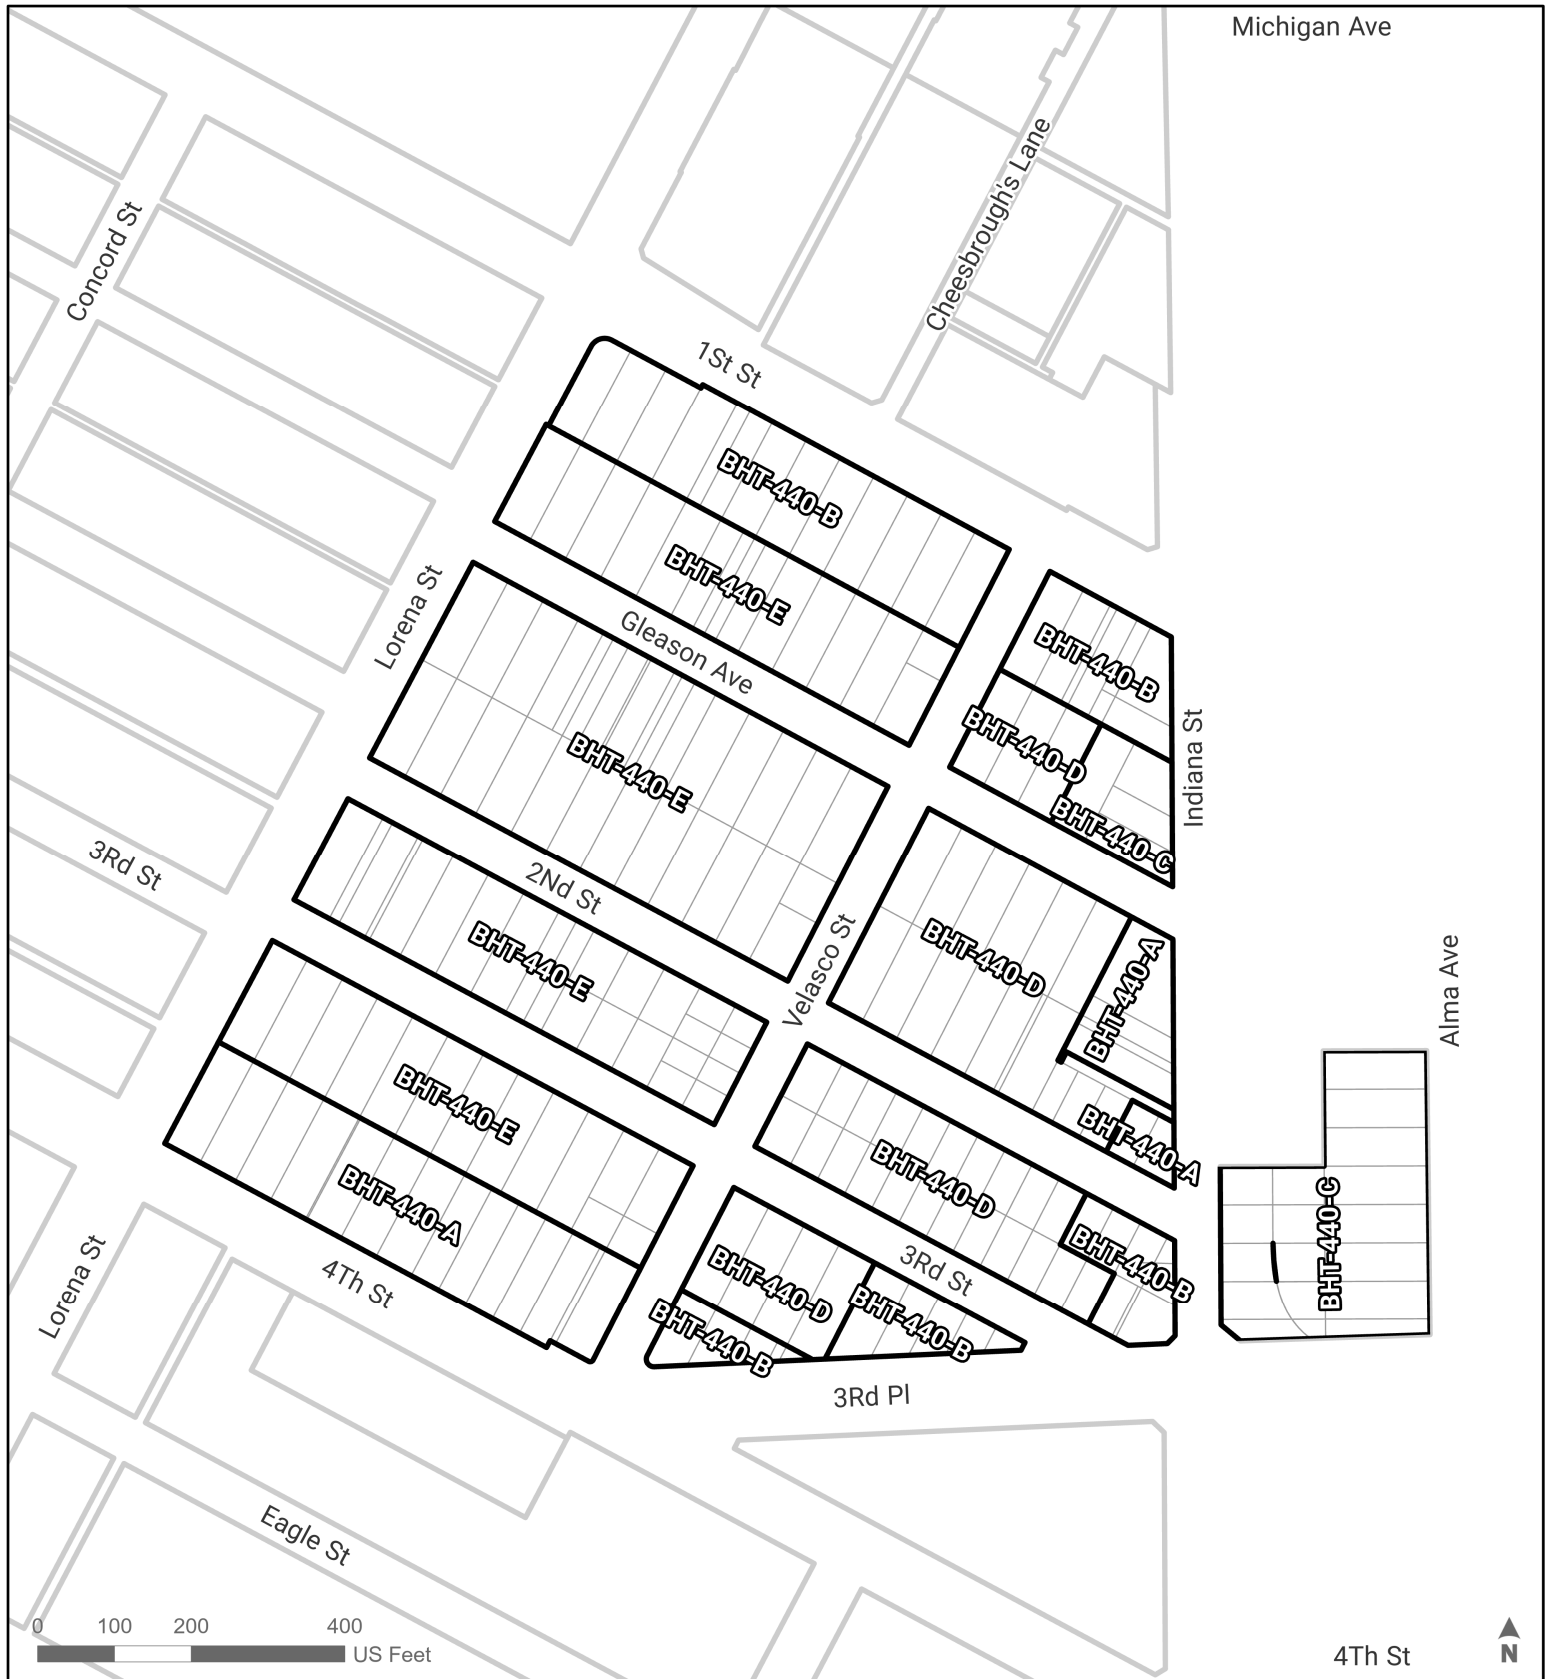 Michigan Ave
Cheesbrough's Lane
Concord St
1St St
BHT-440-B
BHT-440-E
Lorena St
Gleason Ave
BHT-440-B
BHT-440-D
Indiana St
BHT-440-E
BHT-440-C
3Rd St
2Nd St
BHT-440-E
Velasco St
BHT-440-D
BHT-440-A
Alma Ave
BHT-440-E
BHT-440-A
BHT-440-D
BHT-440-A
BHT-440-C
Lorena St
4Th St
3Rd St
BHT-440-B
BHT-440-D
BHT-440-B
BHT-440-B
3Rd Pl
Eagle St
0 100 200 400
US Feet
4Th St
N